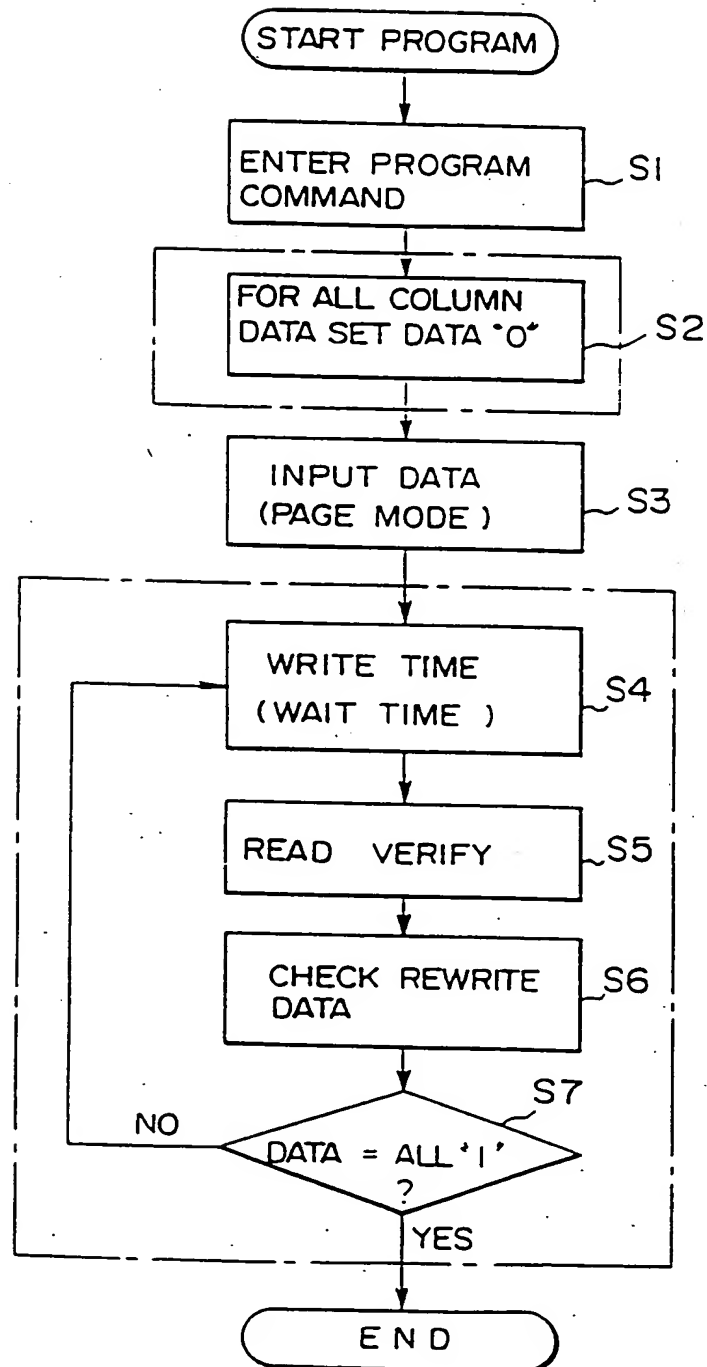 START PROGRAM
ENTER PROGRAM
COMMAND
S1
FOR ALL COLUMN
DATA SET DATA "0"
S2
INPUT DATA
(PAGE MODE)
S3
WRITE TIME
(WAIT TIME)
S4
READ VERIFY
S5
CHECK REWRITE
DATA
S6
S7
NO
DATA = ALL "1"
?
YES
END